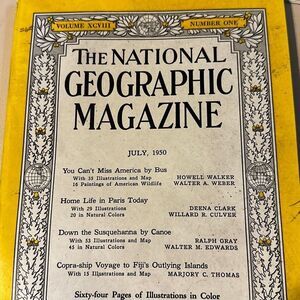 VOLUME XCVIII
NUMBER ONE
THE NATIONAL
GEOGRAPHIC
MAGAZINE
JULY, 1950
You Can't Miss America by Bus
With 35 Illustrations and Map HOWELL WALKER
16 Paintings of American Wildlife WALTER A. WEBER
Home Life in Paris Today
With 29 Illustrations DEENA CLARK
20 in Natural Colors WILLARD R. CULVER
Down the Susquehanna by Canoe
With 53 Illustrations and Map RALPH GRAY
45 in Natural Colors WALTER M. EDWARDS
Copra-ship Voyage to Fiji's Outlying Islands
With 15 Illustrations and Map MARJORY C. THOMAS
Sixty-four Pages of Illustrations in Color